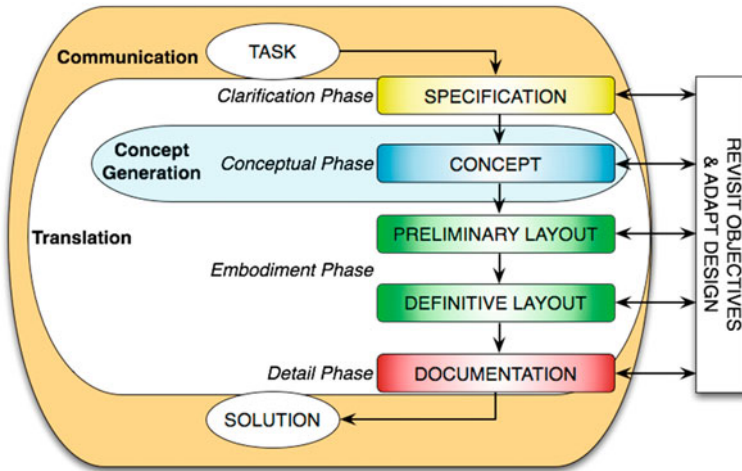 TASK
Communication
Clarification Phase
SPECIFICATION
Concept
Generation
Conceptual Phase
CONCEPT
Translation
PRELIMINARY LAYOUT
Embodiment Phase
DEFINITIVE LAYOUT
Detail Phase
DOCUMENTATION
SOLUTION
REVISIT OBJECTIVES
& ADAPT DESIGN